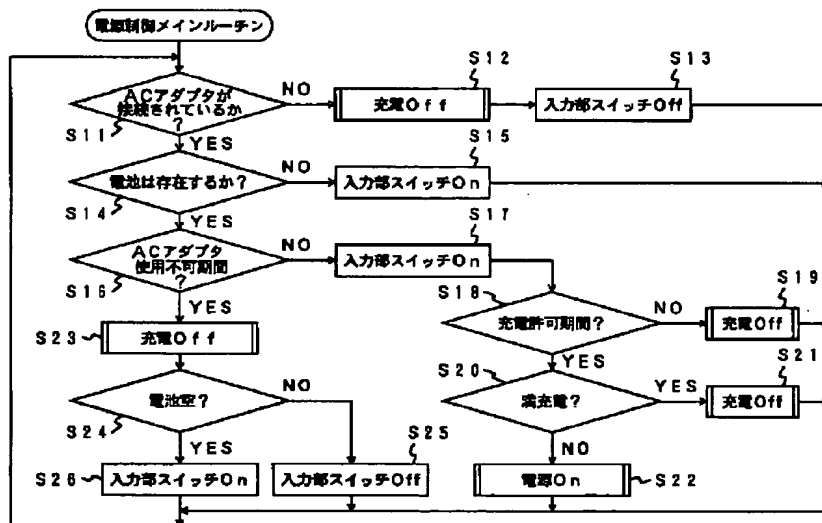 電源制御メインルーチン
S12
S13
ACアダプタが
接続されているか
?
NO
充電Off
入力部スイッチOff
S11
YES
S15
電池は存在するか?
NO
入力部スイッチOn
S14
YES
S17
ACアダプタ
使用不可期間
?
NO
入力部スイッチOn
S16
YES
S18
S19
充電許可期間?
NO
充電Off
S23
充電Off
YES
S20
S21
電池空?
NO
満充電?
YES
充電Off
S24
YES
S25
NO
S26
入力部スイッチOn
入力部スイッチOff
電源On
S22